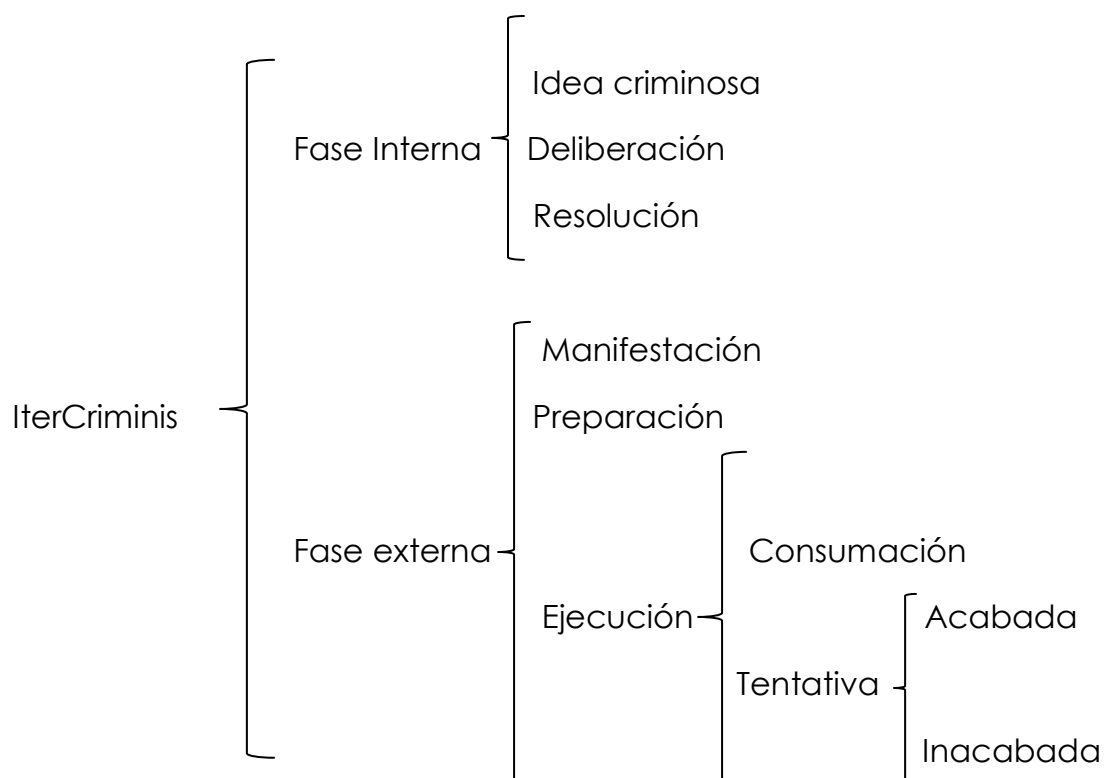 Idea criminosa
Fase Interna
Deliberación
Resolución
Manifestación
IterCriminis
Preparación
Fase externa
Consumación
Ejecución
Acabada
Tentativa
Inacabada